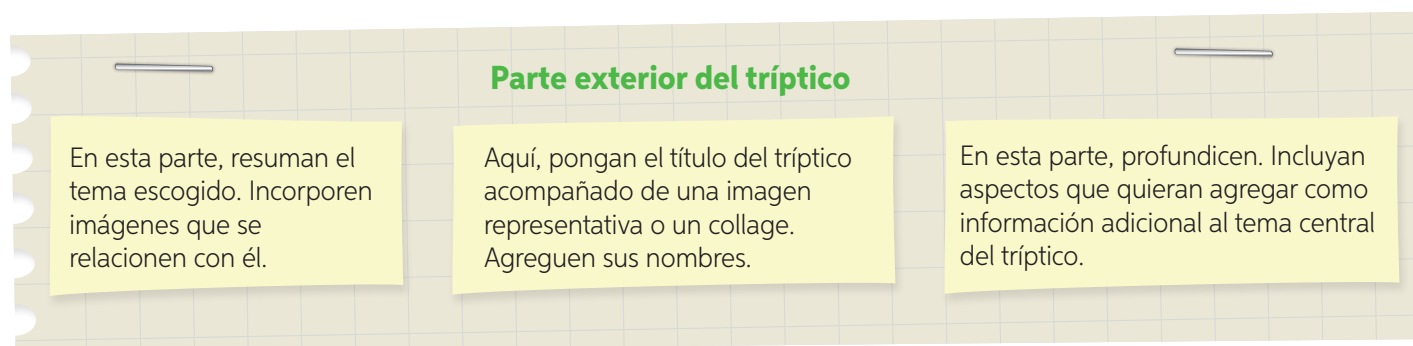 Parte exterior del tríptico
En esta parte, resuman el
tema escogido. Incorporen
imágenes que se
relacionen con él.
Aquí, pongan el título del tríptico
acompañado de una imagen
representativa o un collage.
Agreguen sus nombres.
En esta parte, profundicen. Incluyan
aspectos que quieran agregar como
información adicional al tema central
del tríptico.